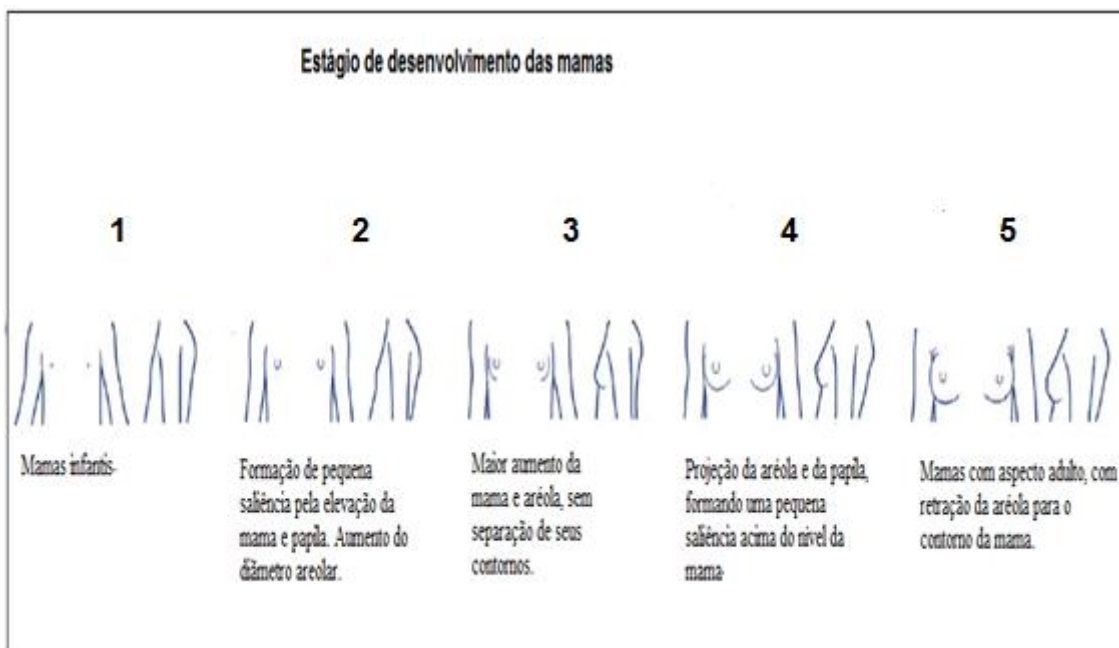 Estágio de desenvolvimento das mamas
1
2
3
4
5
Mamas infantis-
Formação de pequena
saliência pela elevação da
mama e papila. Aumento do
diâmetro areolar.
Maior aumento da
mama e aréola, sem
separação de seus
contornos.
Projeção da aréola e da papila,
formando uma pequena
saliência acima do nível da
mama-
Mamas com aspecto adulto, com
retração da aréola para o
contorno da mama.